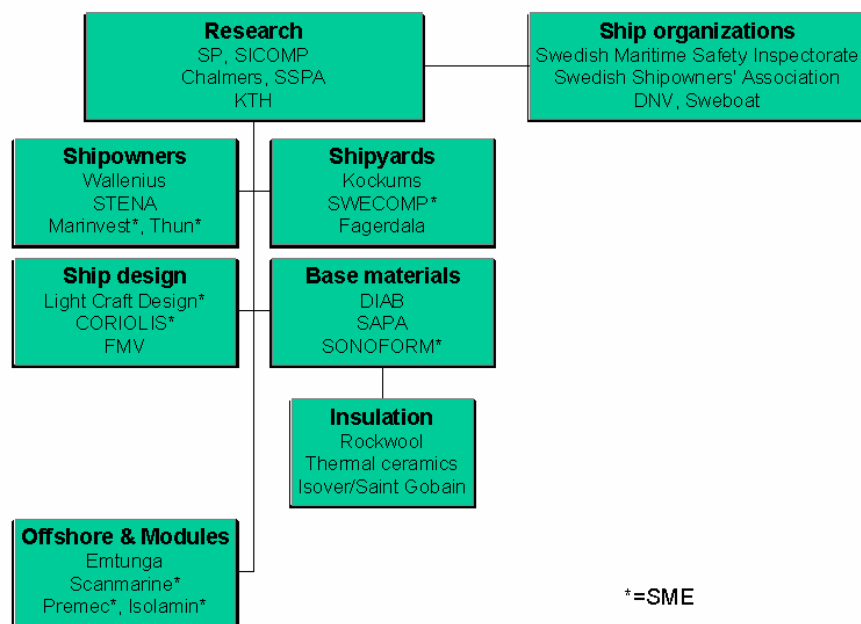 Research
SP, SICOMP
Chalmers, SSPA
KTH
Ship organizations
Swedish Maritime Safety Inspectorate
Swedish Shipowners' Association
DNV, Sweboat
Shipowners
Wallenius
STENA
Marinvest*, Thun*
Shipyards
Kockums
SWECOMP*
Fagerdala
Ship design
Light Craft Design*
CORIOLIS*
FMV
Base materials
DIAB
SAPA
SONOFORM*
Insulation
Rockwool
Thermal ceramics
Isover/Saint Gobain
Offshore & Modules
Emtunga
Scanmarine*
Premec*, Isolamin*
*=SME